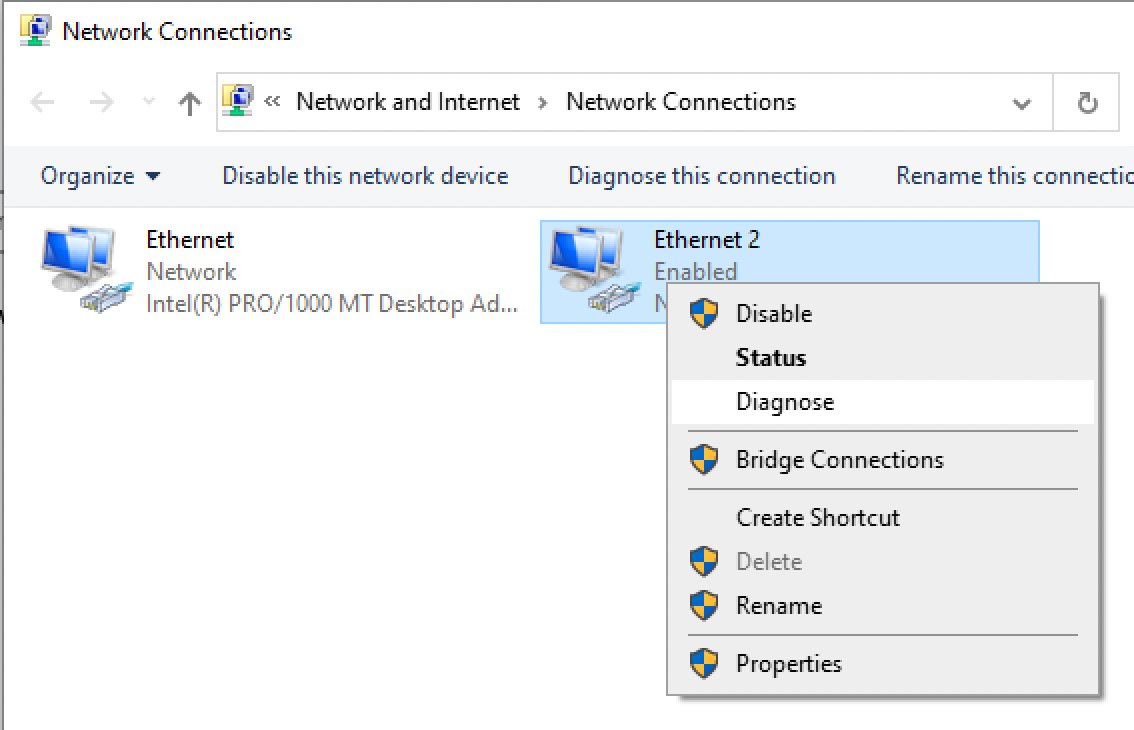 Network Connections
« Network and Internet › Network Connections
Organize Disable this network device Diagnose this connection Rename this connectio
Ethernet
Network
Intel(R) PRO/1000 MT Desktop Ad...
Ethernet 2
Enabled
Disable
Status
Diagnose
Bridge Connections
Create Shortcut
Delete
Rename
Properties